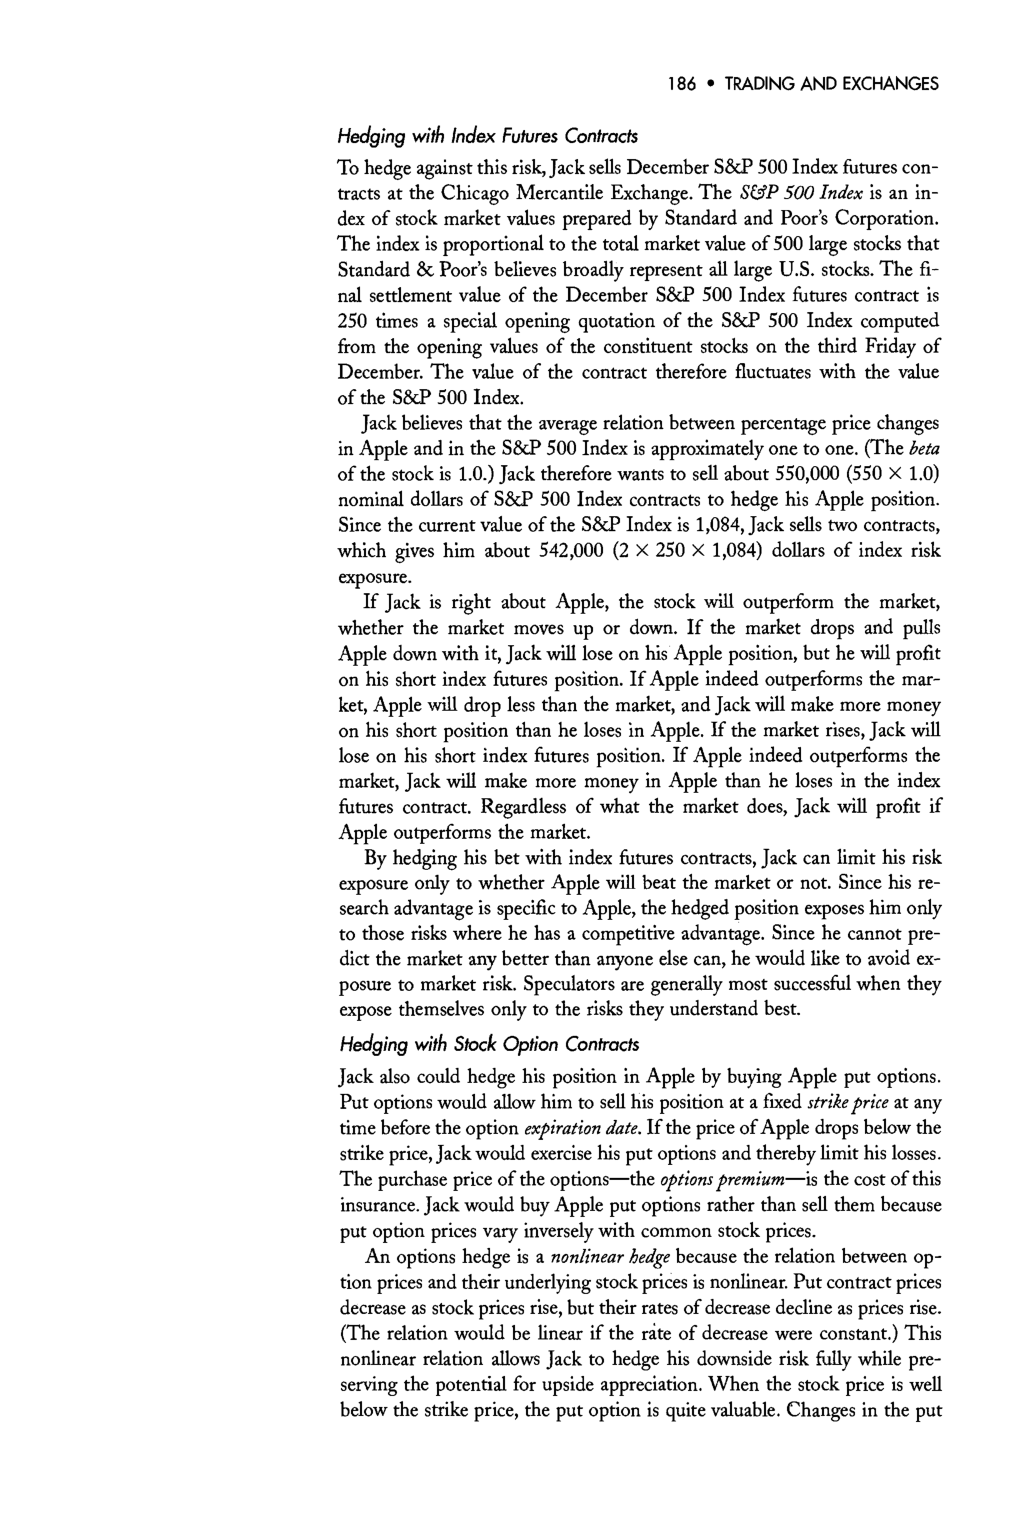 186 • TRADING AND EXCHANGES
Hedging with Index Futures Contracts
To hedge against this risk, Jack sells December S&P 500 Index futures con-
tracts at the Chicago Mercantile Exchange. The S&P 500 Index is an in-
dex of stock market values prepared by Standard and Poor's Corporation.
The index is proportional to the total market value of 500 large stocks that
Standard & Poor's believes broadly represent all large U.S. stocks. The fi-
nal settlement value of the December S&P 500 Index futures contract is
250 times a special opening quotation of the S&P 500 Index computed
from the opening values of the constituent stocks on the third Friday of
December. The value of the contract therefore fluctuates with the value
of the S&P 500 Index.
Jack believes that the average relation between percentage price changes
in Apple and in the S&P 500 Index is approximately one to one. (The beta
of the stock is 1.0.) Jack therefore wants to sell about 550,000 (550 × 1.0)
nominal dollars of S&P 500 Index contracts to hedge his Apple position.
Since the current value of the S&P Index is 1,084, Jack sells two contracts,
which gives him about 542,000 (2 × 250 × 1,084) dollars of index risk
exposure.
If Jack is right about Apple, the stock will outperform the market,
whether the market moves up or down. If the market drops and pulls
Apple down with it, Jack will lose on his Apple position, but he will profit
on his short index futures position. If Apple indeed outperforms the mar-
ket, Apple will drop less than the market, and Jack will make more money
on his short position than he loses in Apple. If the market rises, Jack will
lose on his short index futures position. If Apple indeed outperforms the
market, Jack will make more money in Apple than he loses in the index
futures contract. Regardless of what the market does, Jack will profit if
Apple outperforms the market.
By hedging his bet with index futures contracts, Jack can limit his risk
exposure only to whether Apple will beat the market or not. Since his re-
search advantage is specific to Apple, the hedged position exposes him only
to those risks where he has a competitive advantage. Since he cannot pre-
dict the market any better than anyone else can, he would like to avoid ex-
posure to market risk. Speculators are generally most successful when they
expose themselves only to the risks they understand best.
Hedging with Stock Option Contracts
Jack also could hedge his position in Apple by buying Apple put options.
Put options would allow him to sell his position at a fixed strike price at any
time before the option expiration date. If the price of Apple drops below the
strike price, Jack would exercise his put options and thereby limit his losses.
The purchase price of the options—the options premium—is the cost of this
insurance. Jack would buy Apple put options rather than sell them because
put option prices vary inversely with common stock prices.
An options hedge is a nonlinear hedge because the relation between op-
tion prices and their underlying stock prices is nonlinear. Put contract prices
decrease as stock prices rise, but their rates of decrease decline as prices rise.
(The relation would be linear if the rate of decrease were constant.) This
nonlinear relation allows Jack to hedge his downside risk fully while pre-
serving the potential for upside appreciation. When the stock price is well
below the strike price, the put option is quite valuable. Changes in the put